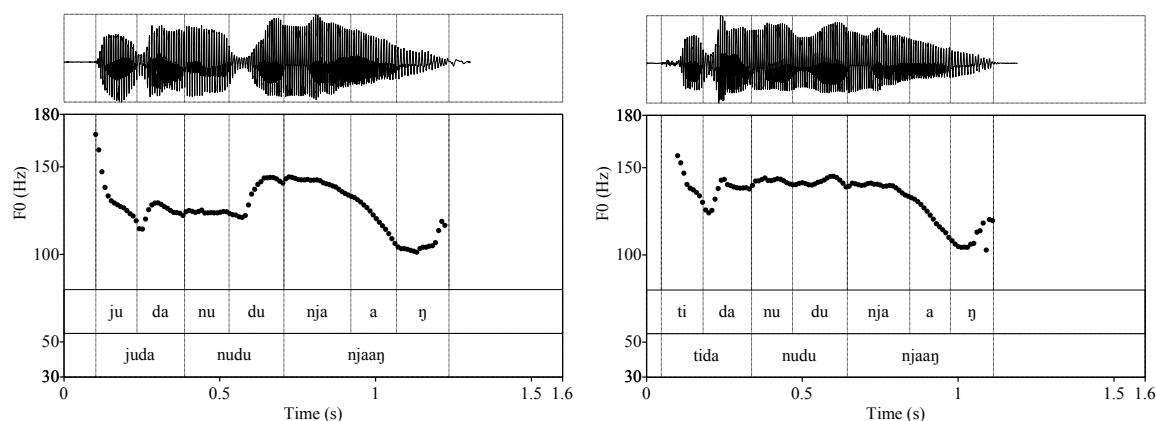 180
150
F0 (Hz)
100
ju da nu du nja a ŋ
50
juda nudu njaaŋ
30
0 0.5 1 1.5 1.6
Time (s)
180
150
F0 (Hz)
100
ti da nu du nja a ŋ
50
tida nudu njaaŋ
30
0 0.5 1 1.5 1.6
Time (s)